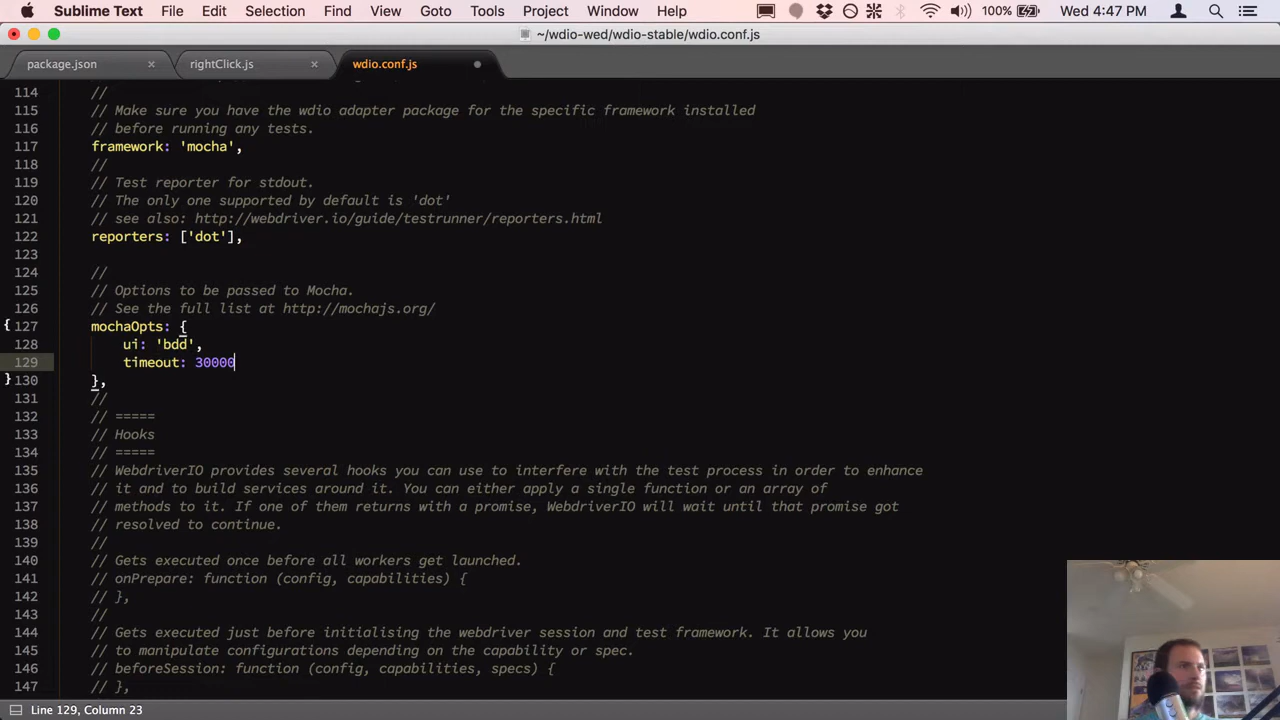 Sublime Text File Edit Selection Find View Goto Tools Project Window Help 100% Wed 4:47 PM
~/wdio-wed/wdio-stable/wdio.conf.js
package.json rightClick.js wdio.conf.js
114 //
115 // Make sure you have the wdio adapter package for the specific framework installed
116 // before running any tests.
117 framework: 'mocha',
118 //
119 // Test reporter for stdout.
120 // The only one supported by default is 'dot'
121 // see also: http://webdriver.io/guide/testrunner/reporters.html
122 reporters: ['dot'],
123
124 //
125 // Options to be passed to Mocha.
126 // See the full list at http://mochajs.org/
127 mochaOpts: {
128 ui: 'bdd',
129 timeout: 30000
130 },
131 //
132 // =====
133 // Hooks
134 // =====
135 // WebdriverIO provides several hooks you can use to interfere with the test process in order to enhance
136 // it and to build services around it. You can either apply a single function or an array of
137 // methods to it. If one of them returns with a promise, WebdriverIO will wait until that promise got
138 // resolved to continue.
139 //
140 // Gets executed once before all workers get launched.
141 // onPrepare: function (config, capabilities) {
142 // },
143 //
144 // Gets executed just before initialising the webdriver session and test framework. It allows you
145 // to manipulate configurations depending on the capability or spec.
146 // beforeSession: function (config, capabilities, specs) {
147 // },
Line 129, Column 23